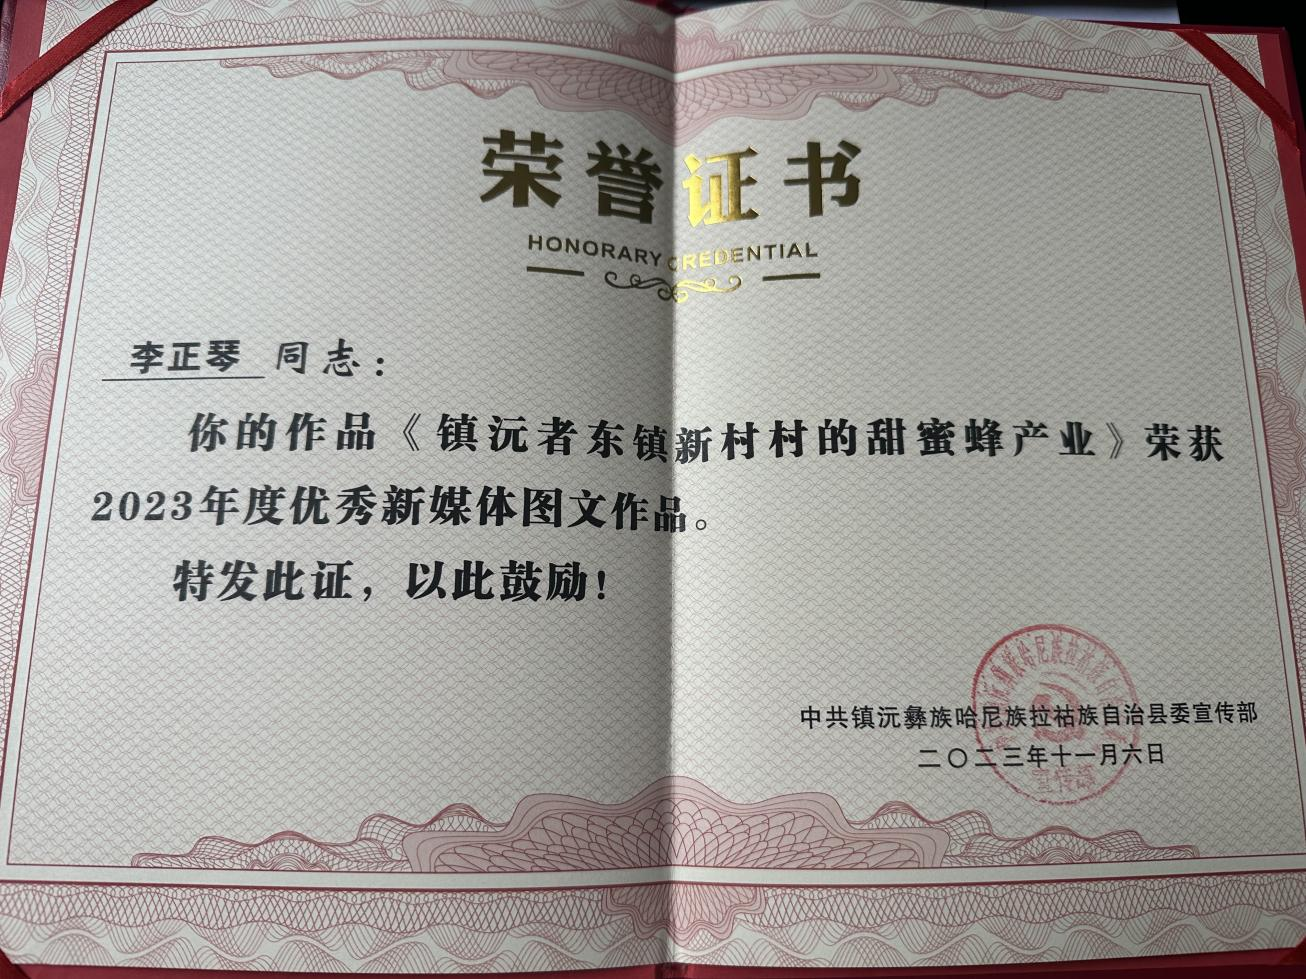 荣誉证书
HONORARY CREDENTIAL
李正琴 同志：
你的作品《镇沅者东镇新村村的甜蜜蜂产业》荣获
2023年度优秀新媒体图文作品。
特发此证，以此鼓励！
中共镇沅彝族哈尼族拉祜族自治县委宣传部
二〇二三年十一月六日
宣传部